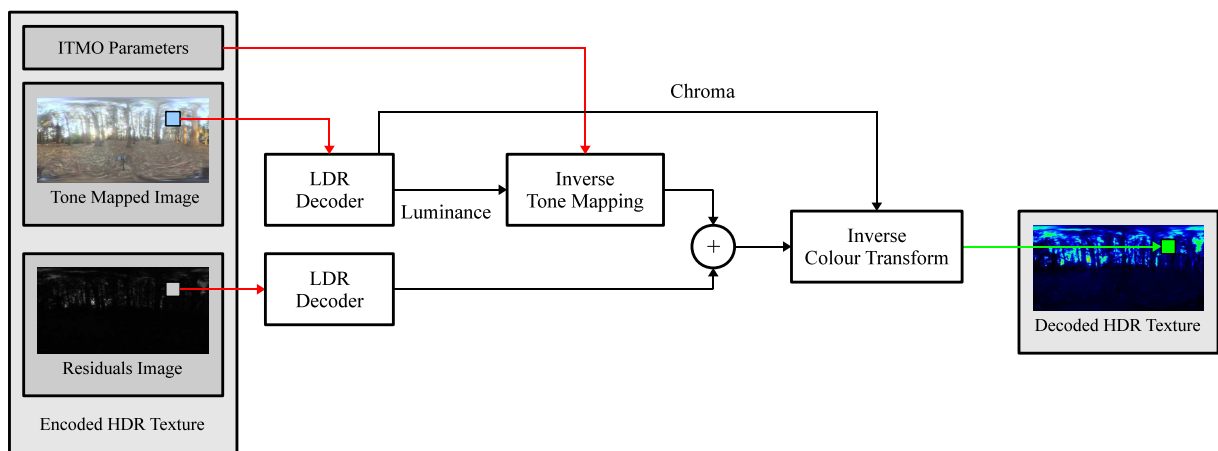 ITMO Parameters
Tone Mapped Image
Residuals Image
Encoded HDR Texture
LDR
Decoder
Luminance
Chroma
Inverse
Tone Mapping
LDR
Decoder
+
Inverse
Colour Transform
Decoded HDR Texture